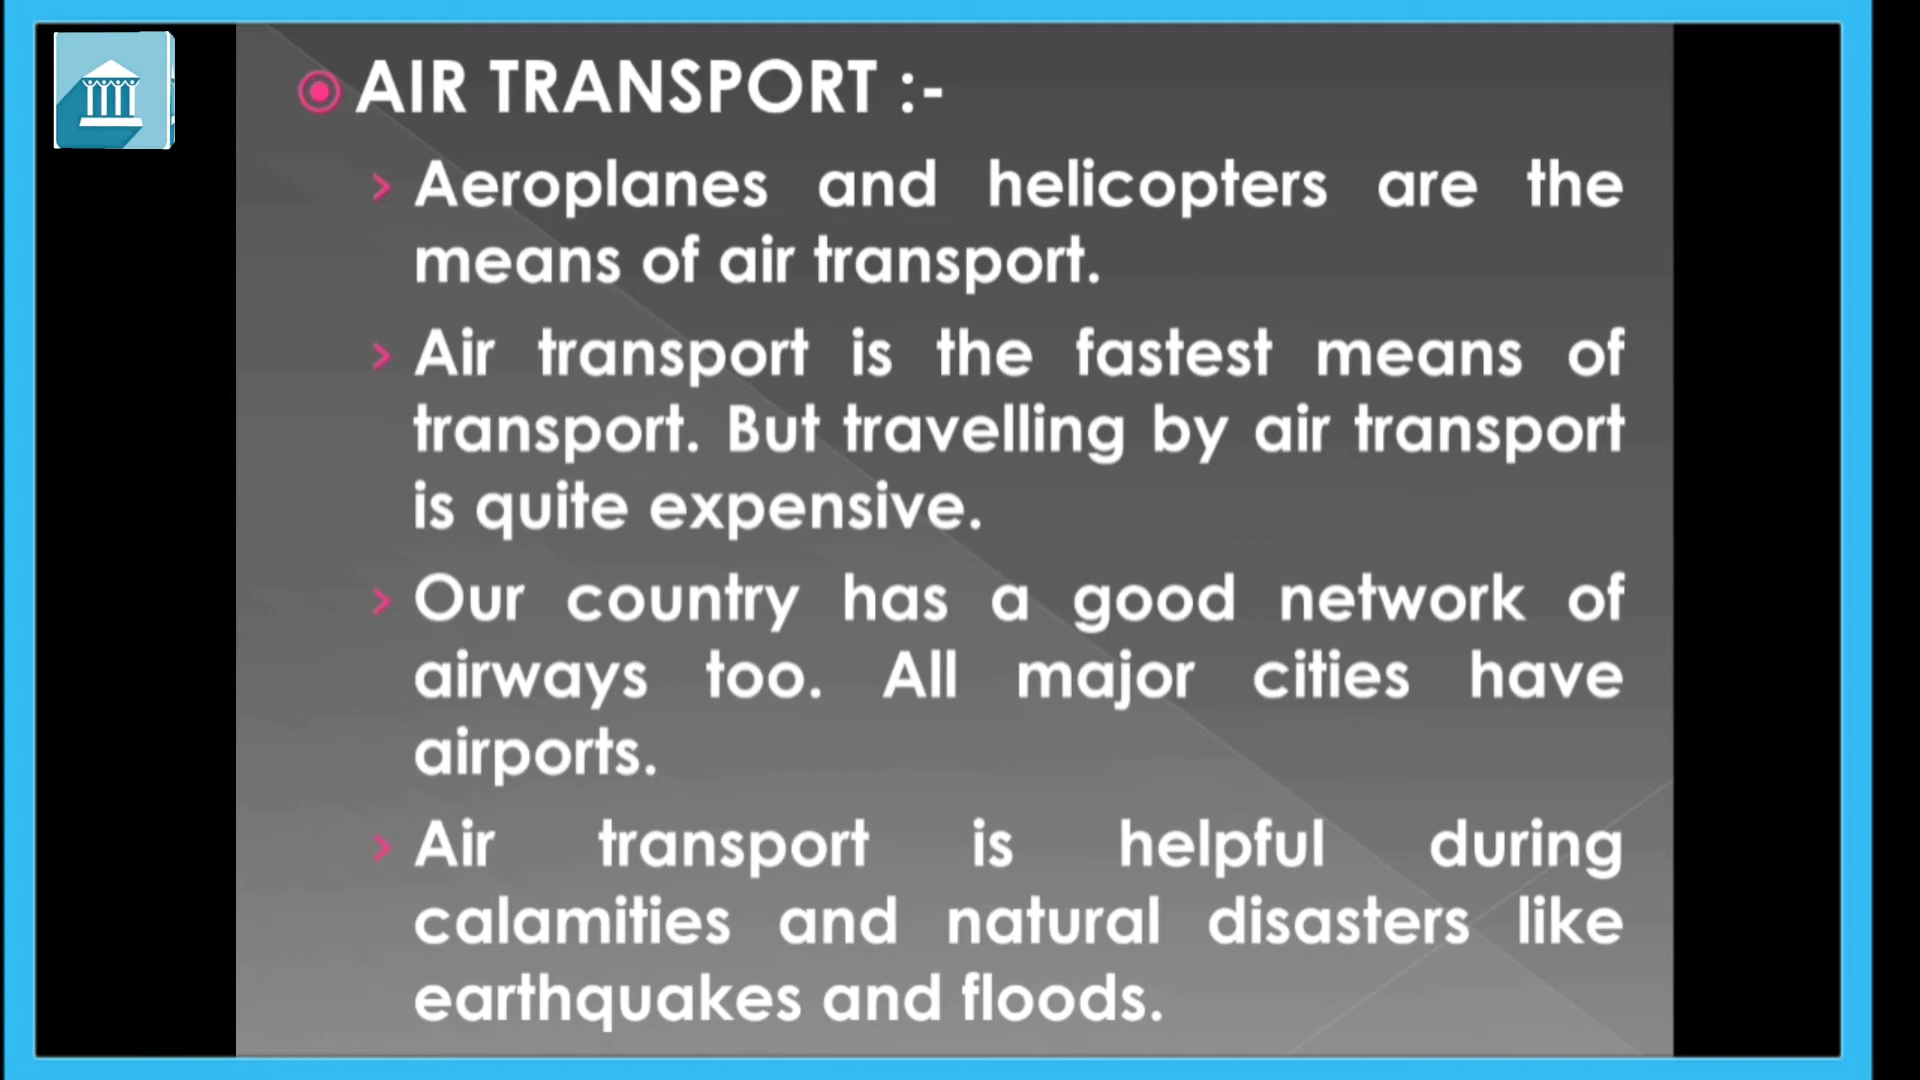 AIR TRANSPORT :-
Aeroplanes and helicopters are the
means of air transport.
Air transport is the fastest means of
transport. But travelling by air transport
is quite expensive.
Our country has a good network of
airways too. All major cities have
airports.
Air transport is helpful during
calamities and natural disasters like
earthquakes and floods.